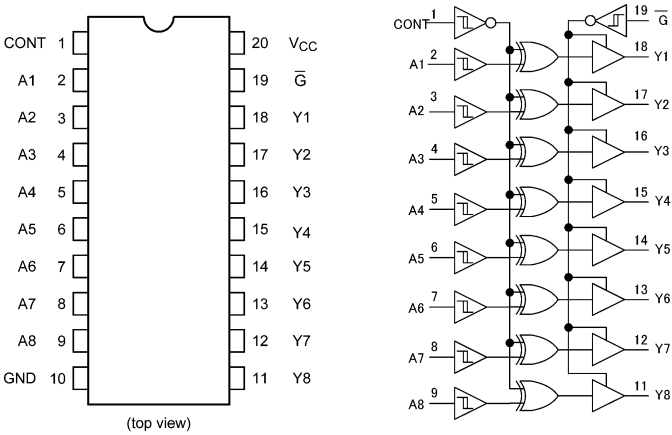 CONT 1 20 VCC
A1 2 19 G̅
A2 3 18 Y1
A3 4 17 Y2
A4 5 16 Y3
A5 6 15 Y4
A6 7 14 Y5
A7 8 13 Y6
A8 9 12 Y7
GND 10 11 Y8
(top view)
CONT 1 19 G̅
A1 2 18 Y1
A2 3 17 Y2
A3 4 16 Y3
A4 5 15 Y4
A5 6 14 Y5
A6 7 13 Y6
A7 8 12 Y7
A8 9 11 Y8